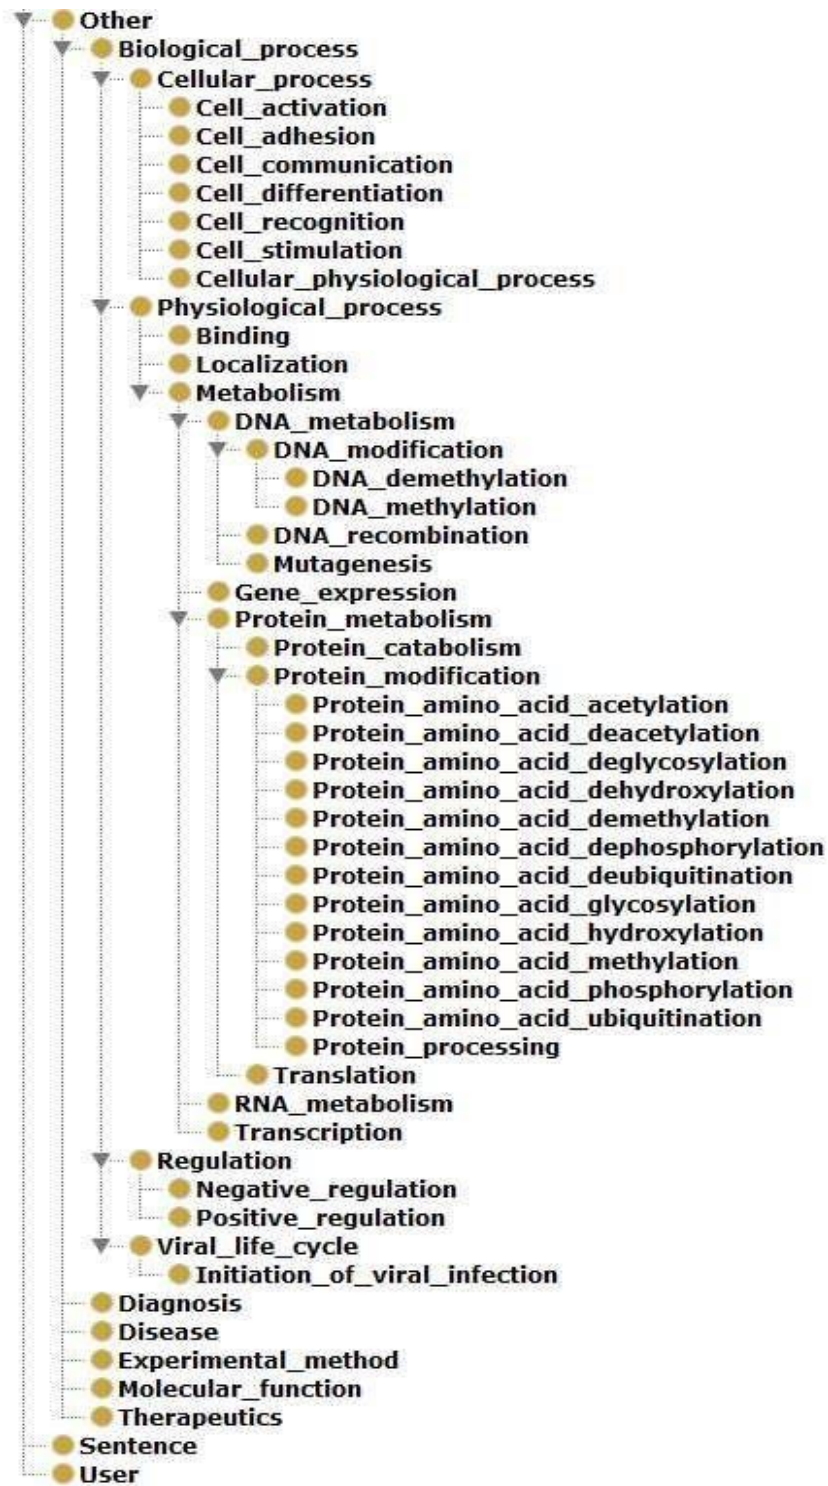 Other
Biological_process
Cellular_process
Cell_activation
Cell_adhesion
Cell_communication
Cell_differentiation
Cell_recognition
Cell_stimulation
Cellular_physiological_process
Physiological_process
Binding
Localization
Metabolism
DNA_metabolism
DNA_modification
DNA_demethylation
DNA_methylation
DNA_recombination
Mutagenesis
Gene_expression
Protein_metabolism
Protein_catabolism
Protein_modification
Protein_amino_acid_acetylation
Protein_amino_acid_deacetylation
Protein_amino_acid_deglycosylation
Protein_amino_acid_dehydroxylation
Protein_amino_acid_demethylation
Protein_amino_acid_dephosphorylation
Protein_amino_acid_deubiquitination
Protein_amino_acid_glycosylation
Protein_amino_acid_hydroxylation
Protein_amino_acid_methylation
Protein_amino_acid_phosphorylation
Protein_amino_acid_ubiquitination
Protein_processing
Translation
RNA_metabolism
Transcription
Regulation
Negative_regulation
Positive_regulation
Viral_life_cycle
Initiation_of_viral_infection
Diagnosis
Disease
Experimental_method
Molecular_function
Therapeutics
Sentence
User